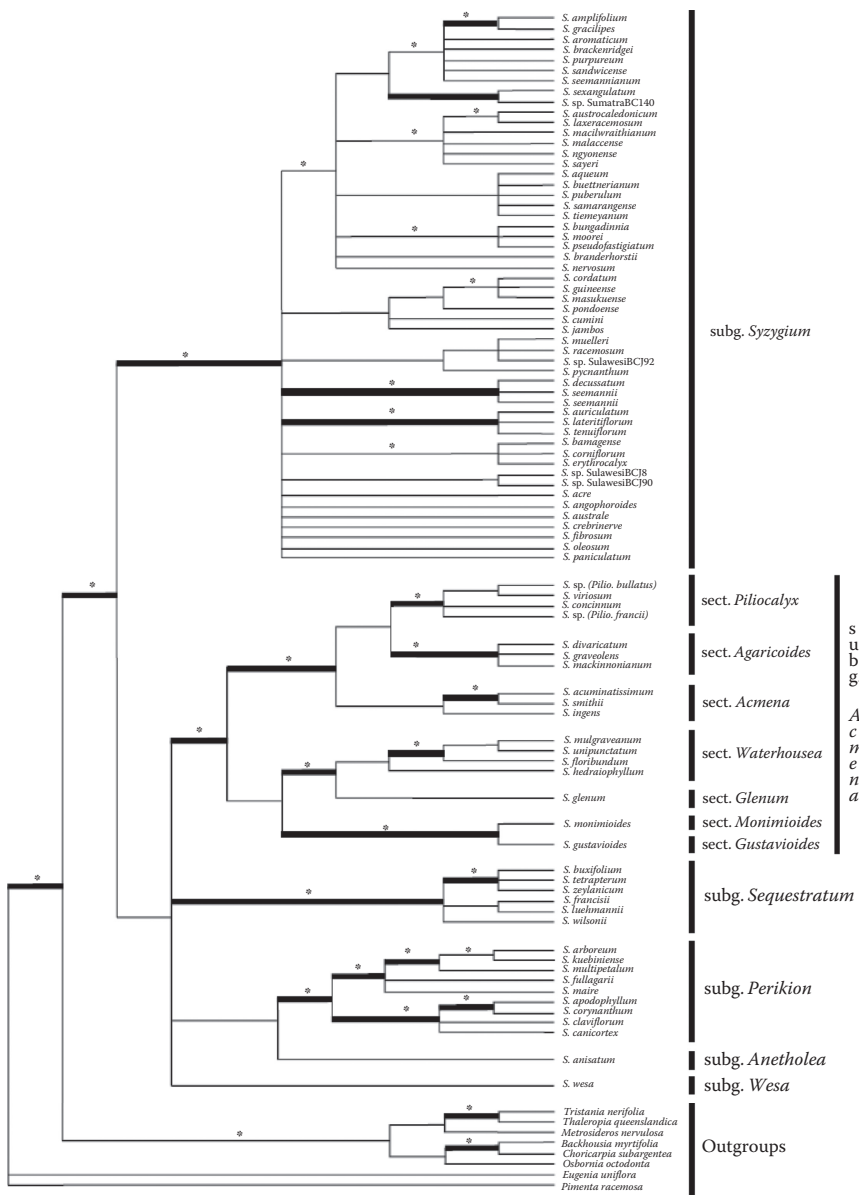 S. amplifolium
S. gracilipes
S. aromaticum
S. brackenridgei
S. purpureum
S. sandwicense
S. seemannianum
S. sexangulatum
S. sp. SumatraBC140
S. austrocaledonicum
S. laxeracemosum
S. macilwraithianum
S. malaccense
S. ngyonense
S. sayeri
S. aqueum
S. buettnerianum
S. puberulum
S. samarangense
S. tiemeyanum
S. bungadinnia
S. moorei
S. pseudofastigiatum
S. branderhorstii
S. nervosum
S. cordatum
S. guineense
S. masukuense
S. pondoense
S. cumini
S. jambos
S. muelleri
S. racemosum
S. sp. SulawesiBCJ92
S. pycnanthum
S. decussatum
S. seemannii
S. seemannii
S. auriculatum
S. lateritiflorum
S. tenuiflorum
S. bamagense
S. corniflorum
S. erythrocalyx
S. sp. SulawesiBCJ8
S. sp. SulawesiBCJ90
S. acre
S. angophoroides
S. australe
S. crebrinerve
S. fibrosum
S. oleosum
S. paniculatum
subg. Syzygium
S. sp. (Pilio. bullatus)
S. viriosum
S. concinnum
S. sp. (Pilio. francii)
sect. Piliocalyx
S. divaricatum
S. graveolens
S. mackinnonianum
sect. Agaricoides
S. acuminatissimum
S. smithii
S. ingens
sect. Acmena
S. mulgraveanum
S. unipunctatum
S. floribundum
S. hedraiophyllum
sect. Waterhousea
S. glenum
sect. Glenum
S. monimioides
sect. Monimioides
S. gustavioides
sect. Gustavioides
subg. Acmena
S. buxifolium
S. tetrapterum
S. zeylanicum
S. francisii
S. luehmannii
S. wilsonii
subg. Sequestratum
S. arboreum
S. kuebiniense
S. multipetalum
S. fullagarii
S. maire
S. apodophyllum
S. corynanthum
S. claviflorum
S. canicortex
subg. Perikion
S. anisatum
subg. Anetholea
S. wesa
subg. Wesa
Tristania nerifolia
Thaleropia queenslandica
Metrosideros nervulosa
Backhousia myrtifolia
Choricarpia subargentea
Osbornia octodonta
Eugenia uniflora
Pimenta racemosa
Outgroups